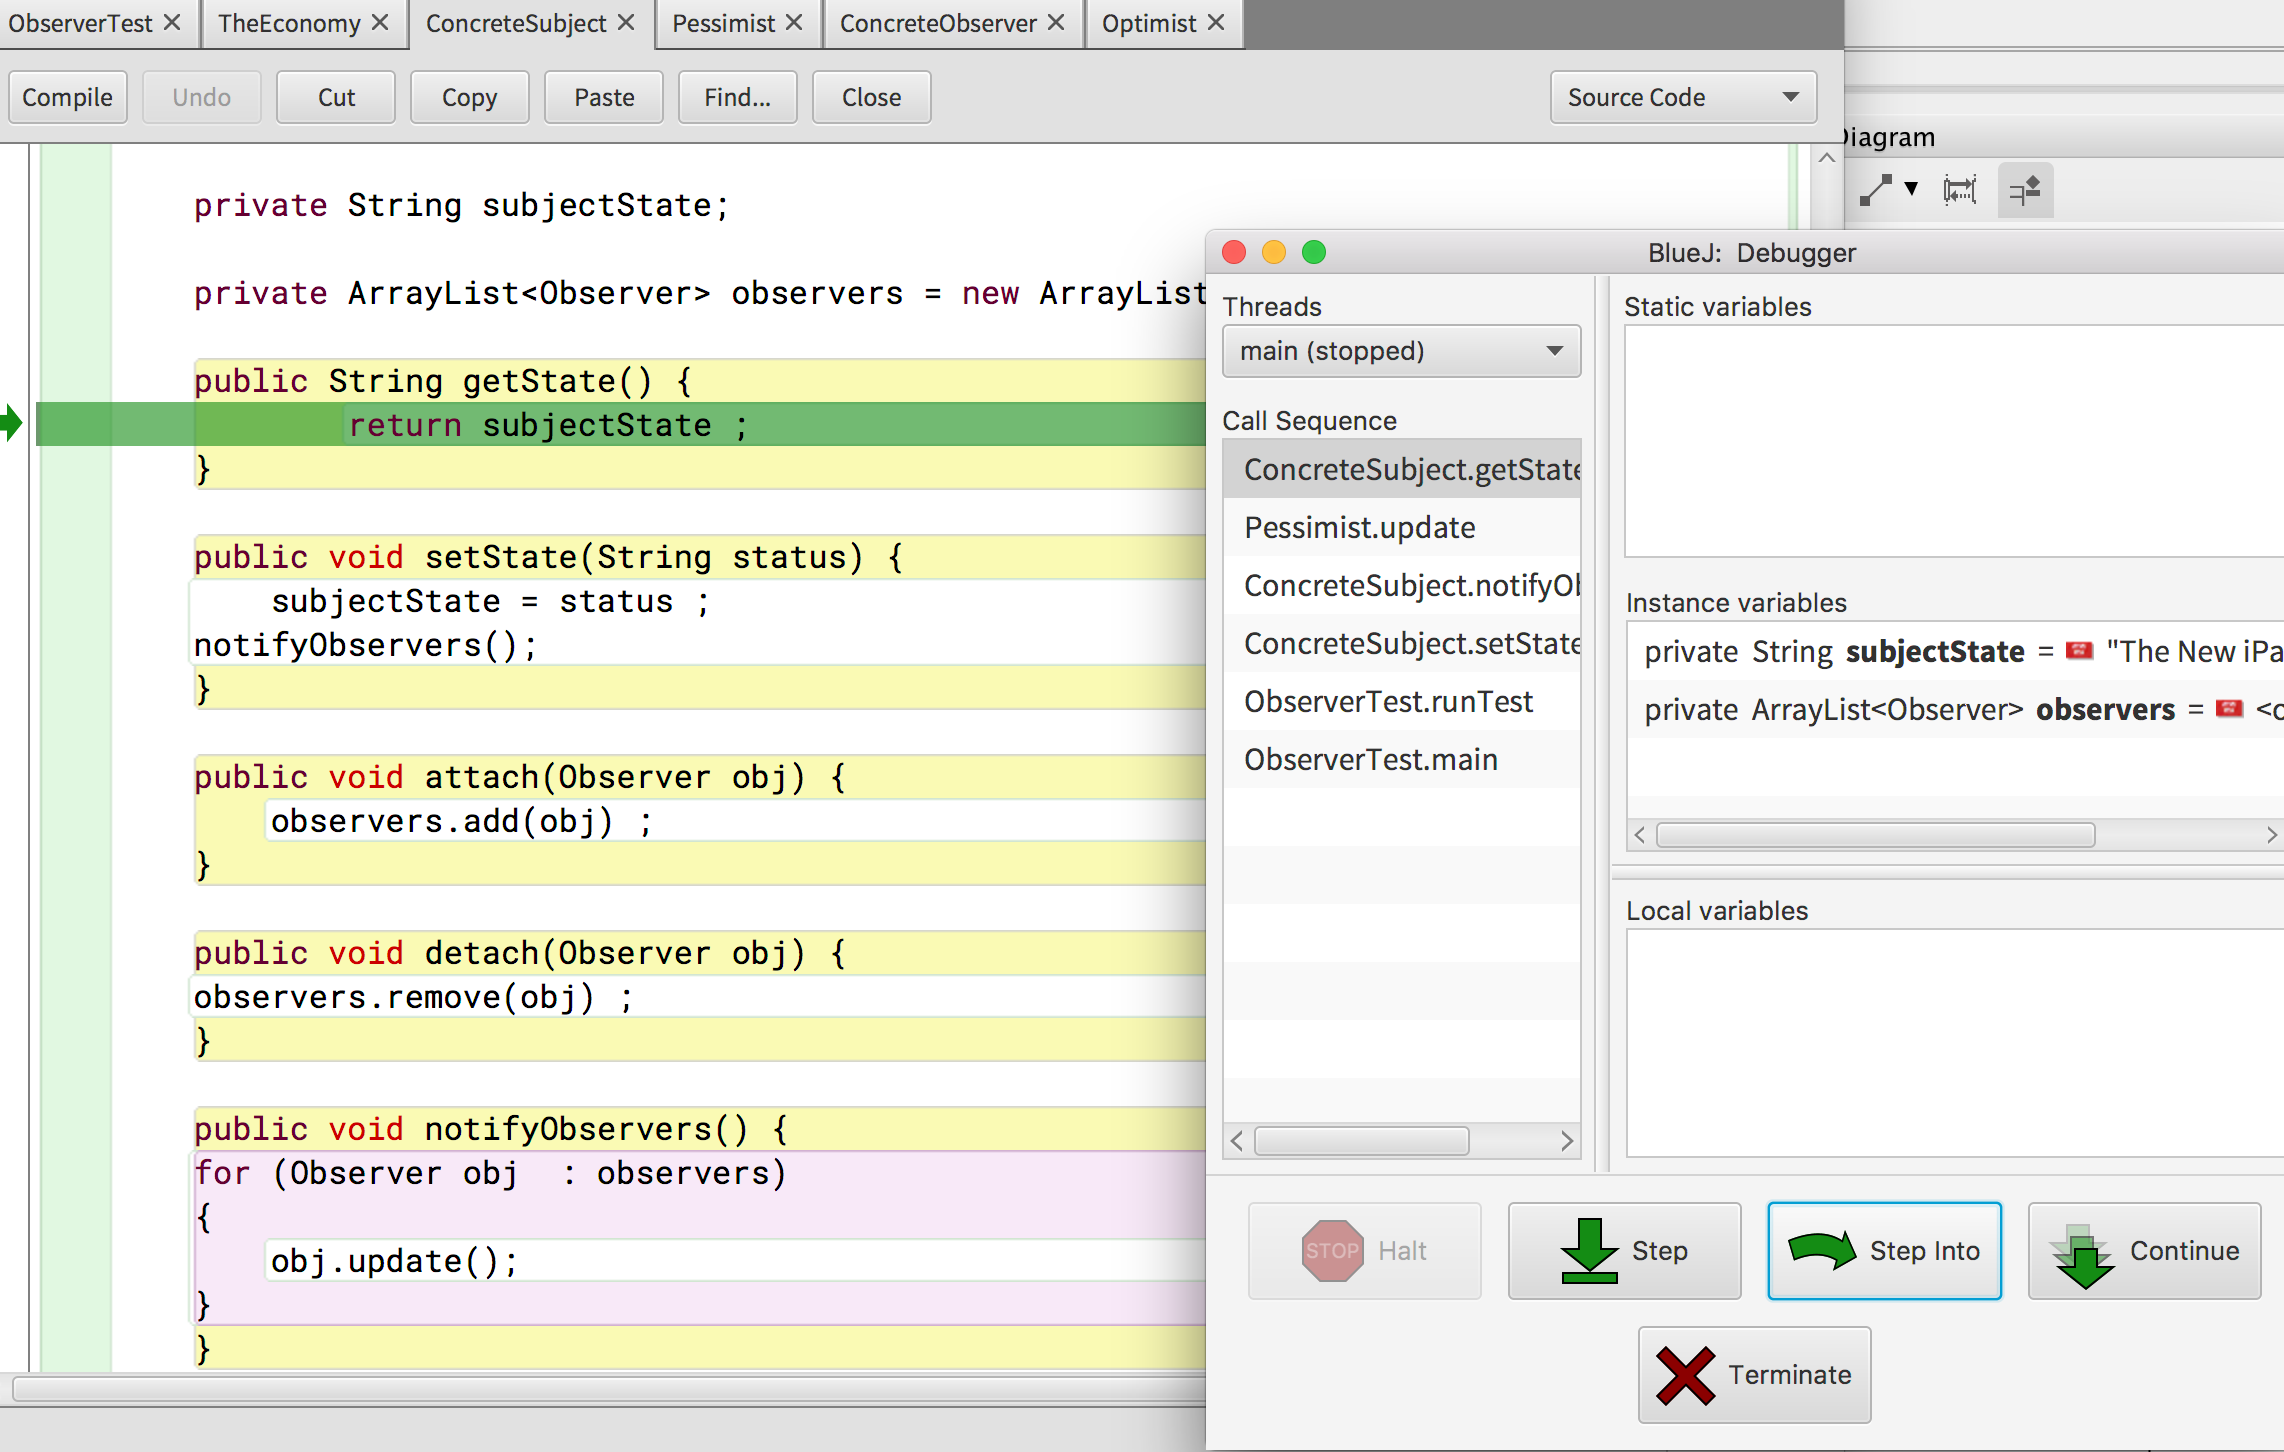 ObserverTest × TheEconomy × ConcreteSubject × Pessimist × ConcreteObserver × Optimist ×
Compile Undo Cut Copy Paste Find... Close Source Code
private String subjectState;
private ArrayList<Observer> observers = new ArrayList
public String getState() {
return subjectState ;
}
public void setState(String status) {
subjectState = status ;
notifyObservers();
}
public void attach(Observer obj) {
observers.add(obj) ;
}
public void detach(Observer obj) {
observers.remove(obj) ;
}
public void notifyObservers() {
for (Observer obj  : observers)
{
obj.update();
}
}
Diagram
BlueJ: Debugger
Threads
main (stopped)
Call Sequence
ConcreteSubject.getState
Pessimist.update
ConcreteSubject.notifyOb
ConcreteSubject.setState
ObserverTest.runTest
ObserverTest.main
Static variables
Instance variables
private String subjectState = "The New iPa
private ArrayList<Observer> observers = <o
Local variables
STOP Halt
Step
Step Into
Continue
Terminate